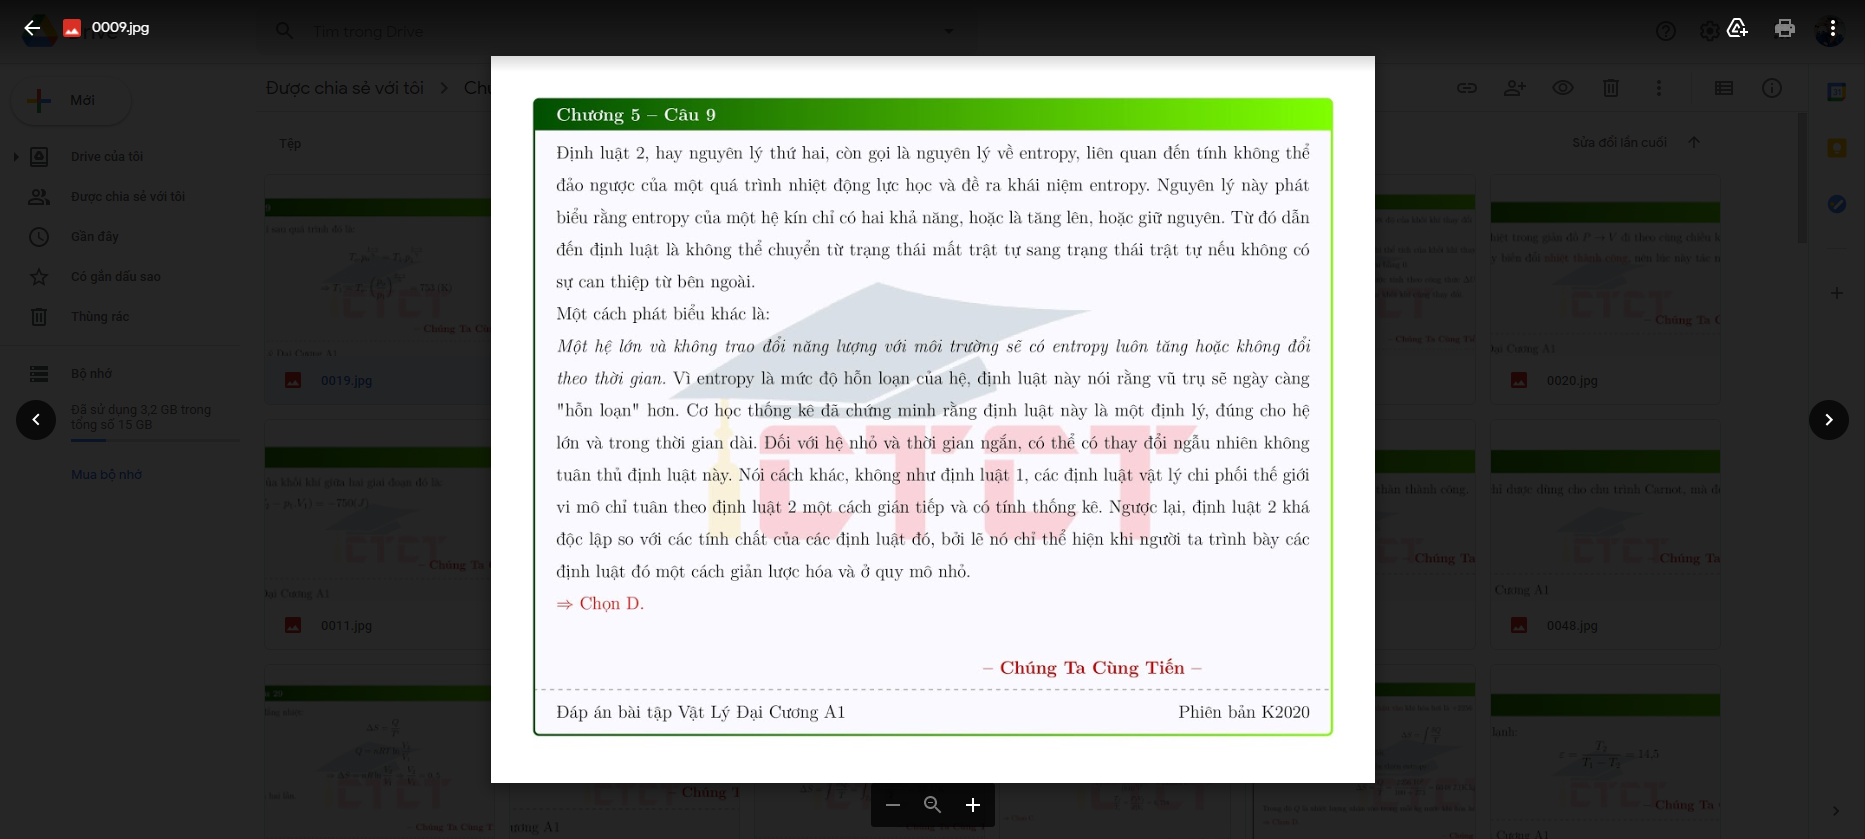 0009.jpg
Tìm trong Drive
Mới
Được chia sẻ với tôi
Tệp
Sửa đổi lần cuối
Drive của tôi
Được chia sẻ với tôi
Gần đây
Có gắn dấu sao
Thùng rác
Bộ nhớ
Đã sử dụng 3,2 GB trong
tổng số 15 GB
Mua bộ nhớ
0019.jpg
0011.jpg
0020.jpg
0048.jpg
Chương 5 – Câu 9
Định luật 2, hay nguyên lý thứ hai, còn gọi là nguyên lý về entropy, liên quan đến tính không thể
đảo ngược của một quá trình nhiệt động lực học và đề ra khái niệm entropy. Nguyên lý này phát
biểu rằng entropy của một hệ kín chỉ có hai khả năng, hoặc là tăng lên, hoặc giữ nguyên. Từ đó dẫn
đến định luật là không thể chuyển từ trạng thái mất trật tự sang trạng thái trật tự nếu không có
sự can thiệp từ bên ngoài.
Một cách phát biểu khác là:
Một hệ lớn và không trao đổi năng lượng với môi trường sẽ có entropy luôn tăng hoặc không đổi
theo thời gian. Vì entropy là mức độ hỗn loạn của hệ, định luật này nói rằng vũ trụ sẽ ngày càng
"hỗn loạn" hơn. Cơ học thống kê đã chứng minh rằng định luật này là một định lý, đúng cho hệ
lớn và trong thời gian dài. Đối với hệ nhỏ và thời gian ngắn, có thể có thay đổi ngẫu nhiên không
tuân thủ định luật này. Nói cách khác, không như định luật 1, các định luật vật lý chi phối thế giới
vi mô chỉ tuân theo định luật 2 một cách gián tiếp và có tính thống kê. Ngược lại, định luật 2 khá
độc lập so với các tính chất của các định luật đó, bởi lẽ nó chỉ thể hiện khi người ta trình bày các
định luật đó một cách giản lược hóa và ở quy mô nhỏ.
⇒ Chọn D.
CTCT
– Chúng Ta Cùng Tiến –
Đáp án bài tập Vật Lý Đại Cương A1
Phiên bản K2020